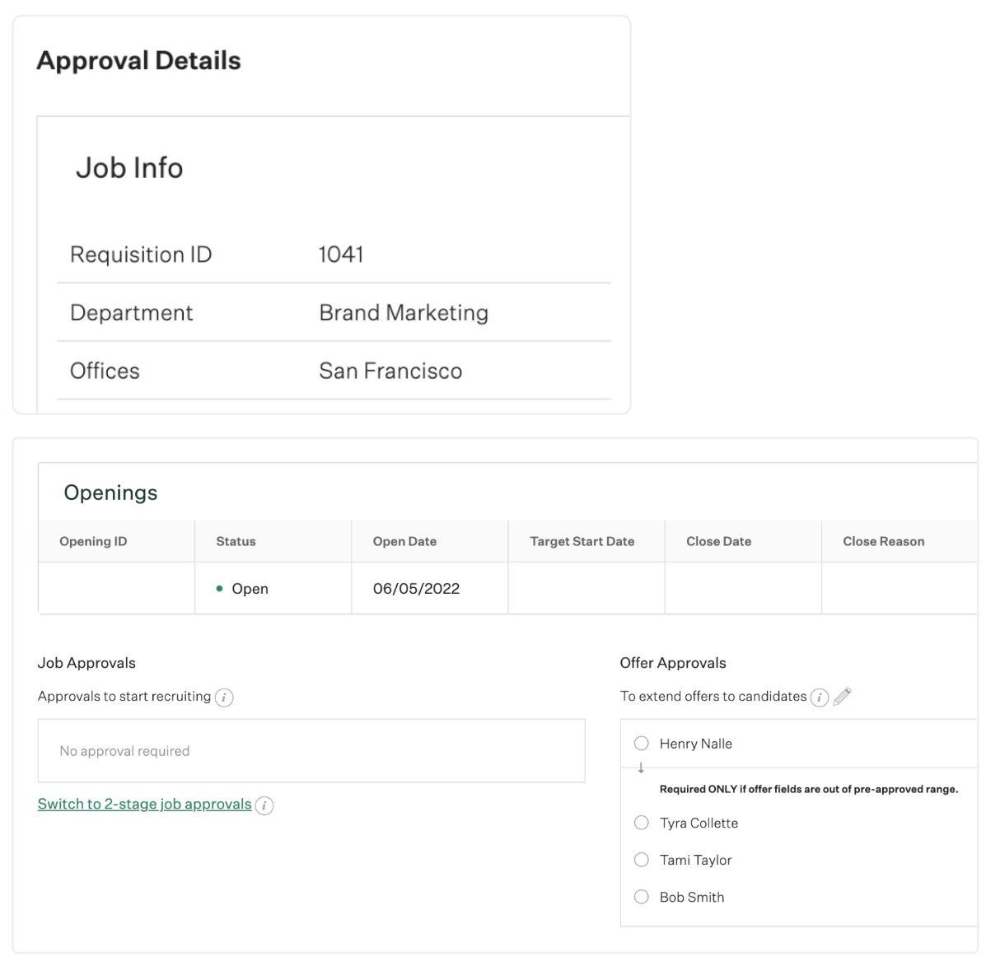 Approval Details
Job Info
Requisition ID 1041
Department Brand Marketing
Offices San Francisco
Openings
Opening ID Status Open Date Target Start Date Close Date Close Reason
Open 06/05/2022
Job Approvals
Approvals to start recruiting i
No approval required
Switch to 2-stage job approvals i
Offer Approvals
To extend offers to candidates i
Henry Nalle
Required ONLY if offer fields are out of pre-approved range.
Tyra Collette
Tami Taylor
Bob Smith